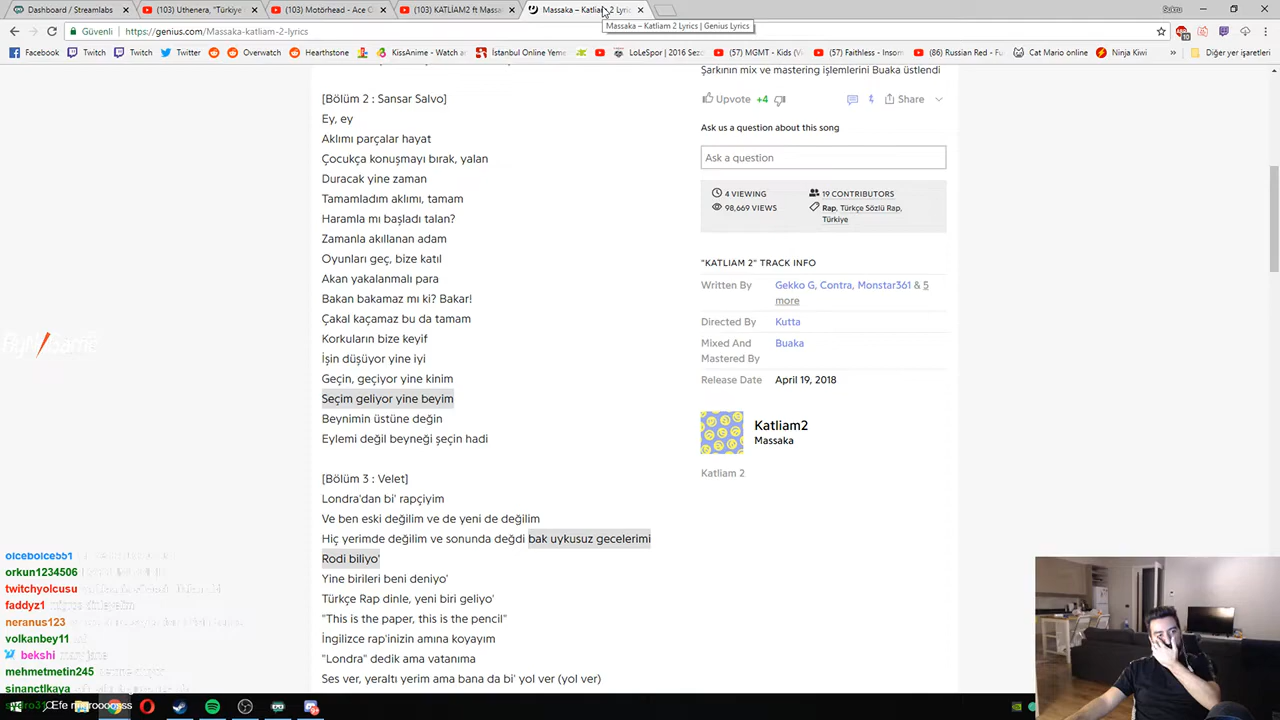 Dashboard / Streamlabs
(103) Uthenera, "Türkiye
(103) Motörhead - Ace O
(103) KATLİAM2 ft Massa
Massaka – Katliam 2 Lyric
Sekro
Massaka – Katliam 2 Lyrics | Genius Lyrics
Güvenli
https://genius.com/Massaka-katliam-2-lyrics
Facebook
Twitch
Twitch
Twitter
Overwatch
Hearthstone
KissAnime - Watch an
İstanbul Online Yeme
LoleSpor | 2016 Sezo
(57) MGMT - Kids (Vi
(57) Faithless - Insom
(86) Russian Red - Fu
Cat Mario online
Ninja Kiwi
Diğer yer işaretleri
Şarkının mix ve mastering işlemlerini Buaka üstlendi
[Bölüm 2 : Sansar Salvo]
Ey, ey
Aklımı parçalar hayat
Çocukça konuşmayı bırak, yalan
Duracak yine zaman
Tamamladım aklımı, tamam
Haramla mı başladı talan?
Zamanla akıllanan adam
Oyunları geç, bize katıl
Akan yakalanmalı para
Bakan bakamaz mı ki? Bakar!
Çakal kaçamaz bu da tamam
Korkuların bize keyif
İşin düşüyor yine iyi
Geçin, geçiyor yine kinim
Seçim geliyor yine beyim
Beynimin üstüne değin
Eylemi değil beyneği şeçin hadi
[Bölüm 3 : Velet]
Londra'dan bi' rapçiyim
Ve ben eski değilim ve de yeni de değilim
Hiç yerimde değilim ve sonunda değdi bak uykusuz gecelerimi
Rodi biliyo'
Yine birileri beni deniyo'
Türkçe Rap dinle, yeni biri geliyo'
"This is the paper, this is the pencil"
İngilizce rap'inizin amına koyayım
"Londra" dedik ama vatanıma
Ses ver, yeraltı yerim ama bana da bi' yol ver (yol ver)
Upvote +4
Share
Ask us a question about this song
Ask a question
4 VIEWING
19 CONTRIBUTORS
98,669 VIEWS
Rap, Türkçe Sözlü Rap,
Türkiye
"KATLIAM 2" TRACK INFO
Written By
Gekko G, Contra, Monstar361 & 5
more
Directed By
Kutta
Mixed And
Mastered By
Buaka
Release Date
April 19, 2018
Katliam2
Massaka
Katliam 2
oicebolce551
orkun1234506
twitchyolcusu
faddyz1
neranus123
volkanbey11
bekshi
mehmetmetin245
sinanctlkaya